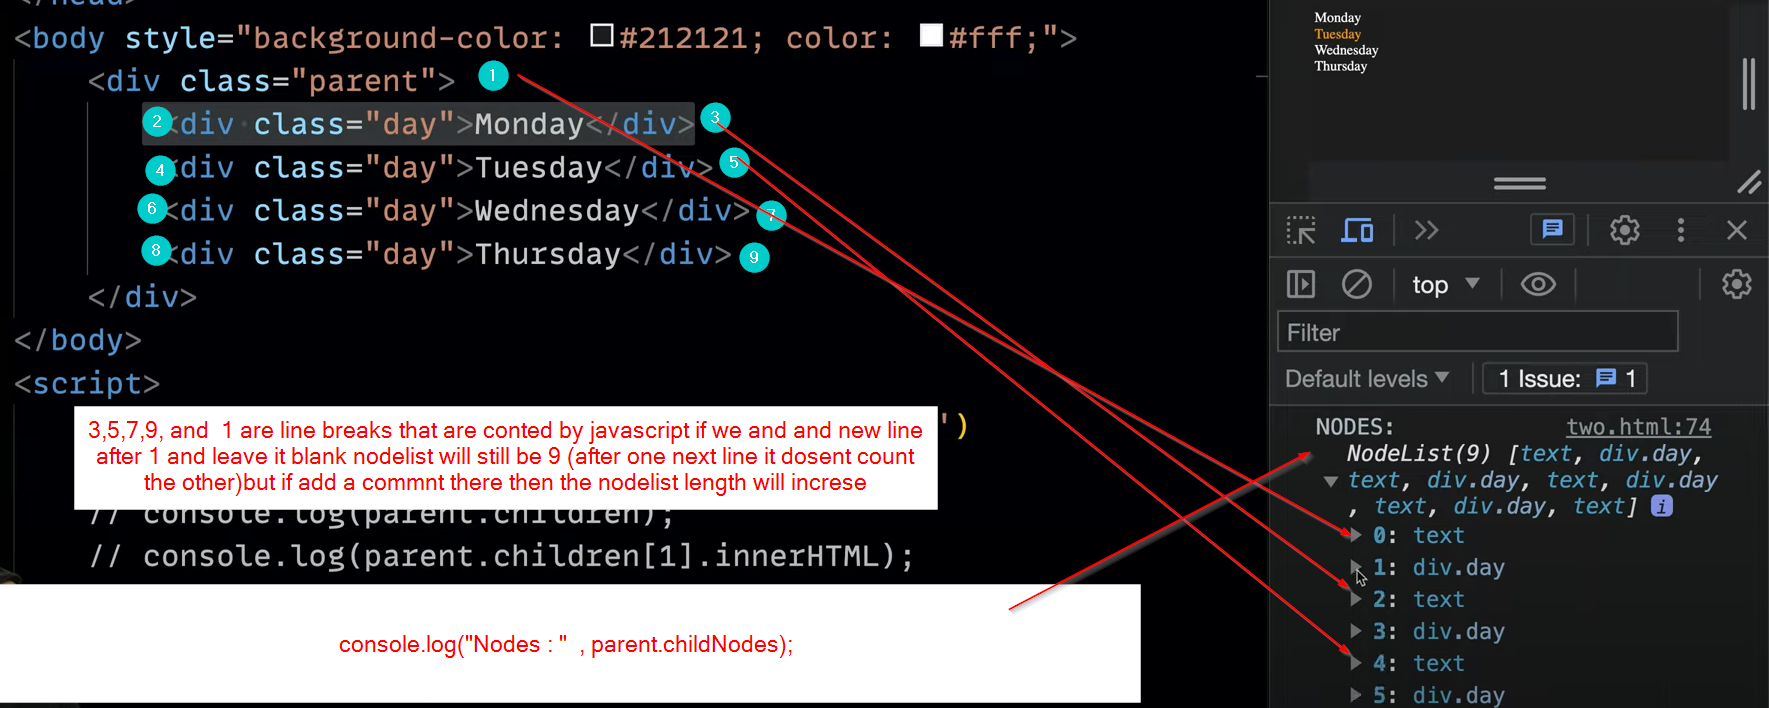 </head>
<body style="background-color: #212121; color: #fff;">
<div class="parent"> 1
2 <div class="day">Monday</div> 3
4 <div class="day">Tuesday</div> 5
6 <div class="day">Wednesday</div> 7
8 <div class="day">Thursday</div> 9
</div>
</body>
<script>
')
3,5,7,9, and 1 are line breaks that are conted by javascript if we and and new line
after 1 and leave it blank nodelist will still be 9 (after one next line it dosent count
the other)but if add a commnt there then the nodelist length will increse
// console.log(parent.children);
// console.log(parent.children[1].innerHTML);
console.log("Nodes : " , parent.childNodes);
Monday
Tuesday
Wednesday
Thursday
top
Filter
Default levels 1 Issue: 1
NODES: two.html:74
NodeList(9) [text, div.day,
text, div.day, text, div.day
, text, div.day, text] i
0: text
1: div.day
2: text
3: div.day
4: text
5: div.day